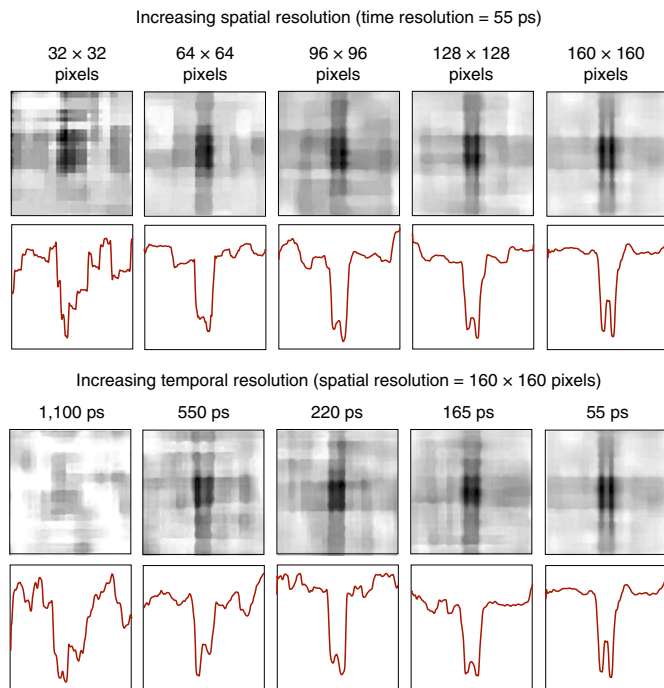 Increasing spatial resolution (time resolution = 55 ps)
32 × 32 pixels
64 × 64 pixels
96 × 96 pixels
128 × 128 pixels
160 × 160 pixels
Increasing temporal resolution (spatial resolution = 160 × 160 pixels)
1,100 ps
550 ps
220 ps
165 ps
55 ps